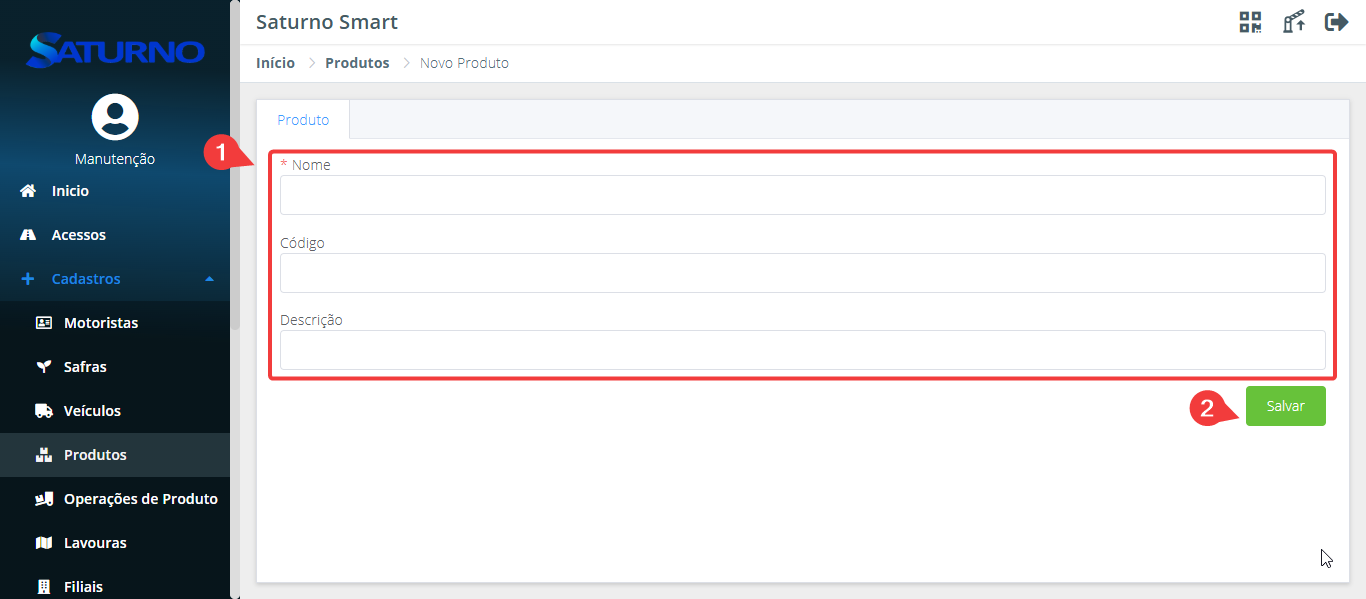 SATURNO
Manutenção
Inicio
Acessos
Cadastros
Motoristas
Safras
Veículos
Produtos
Operações de Produto
Lavouras
Filiais
Saturno Smart
Início > Produtos > Novo Produto
Produto
1
* Nome
Código
Descrição
2
Salvar